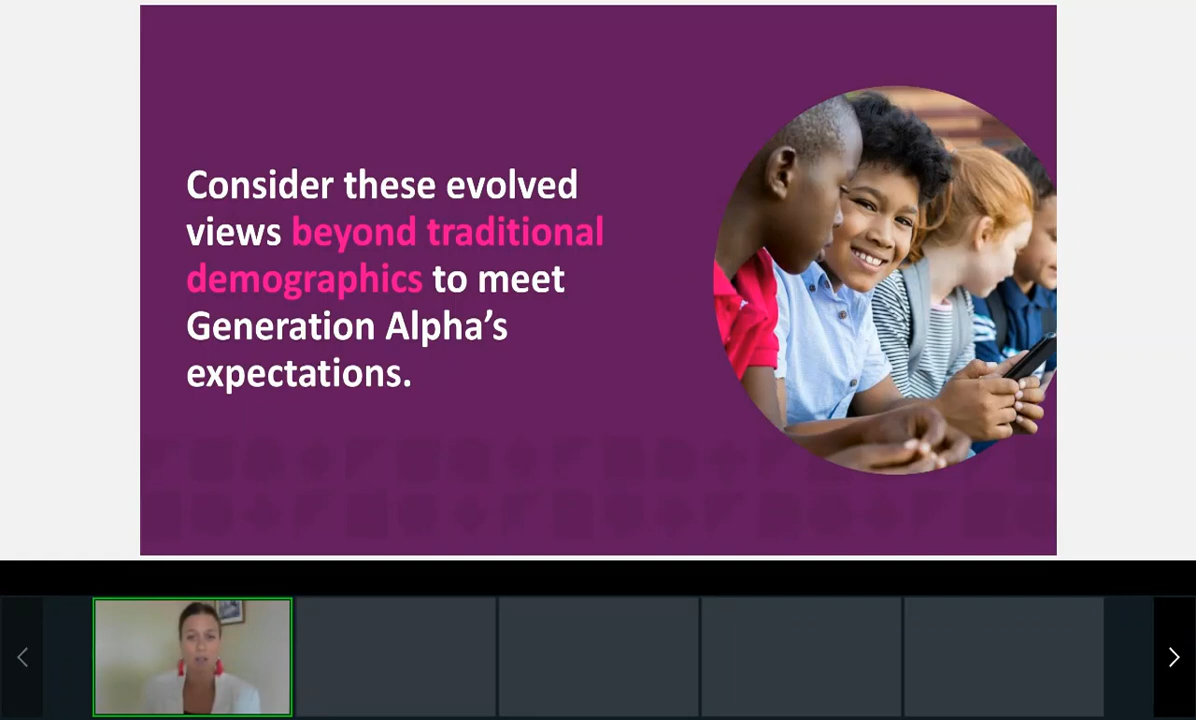 Consider these evolved
views beyond traditional
demographics to meet
Generation Alpha’s
expectations.